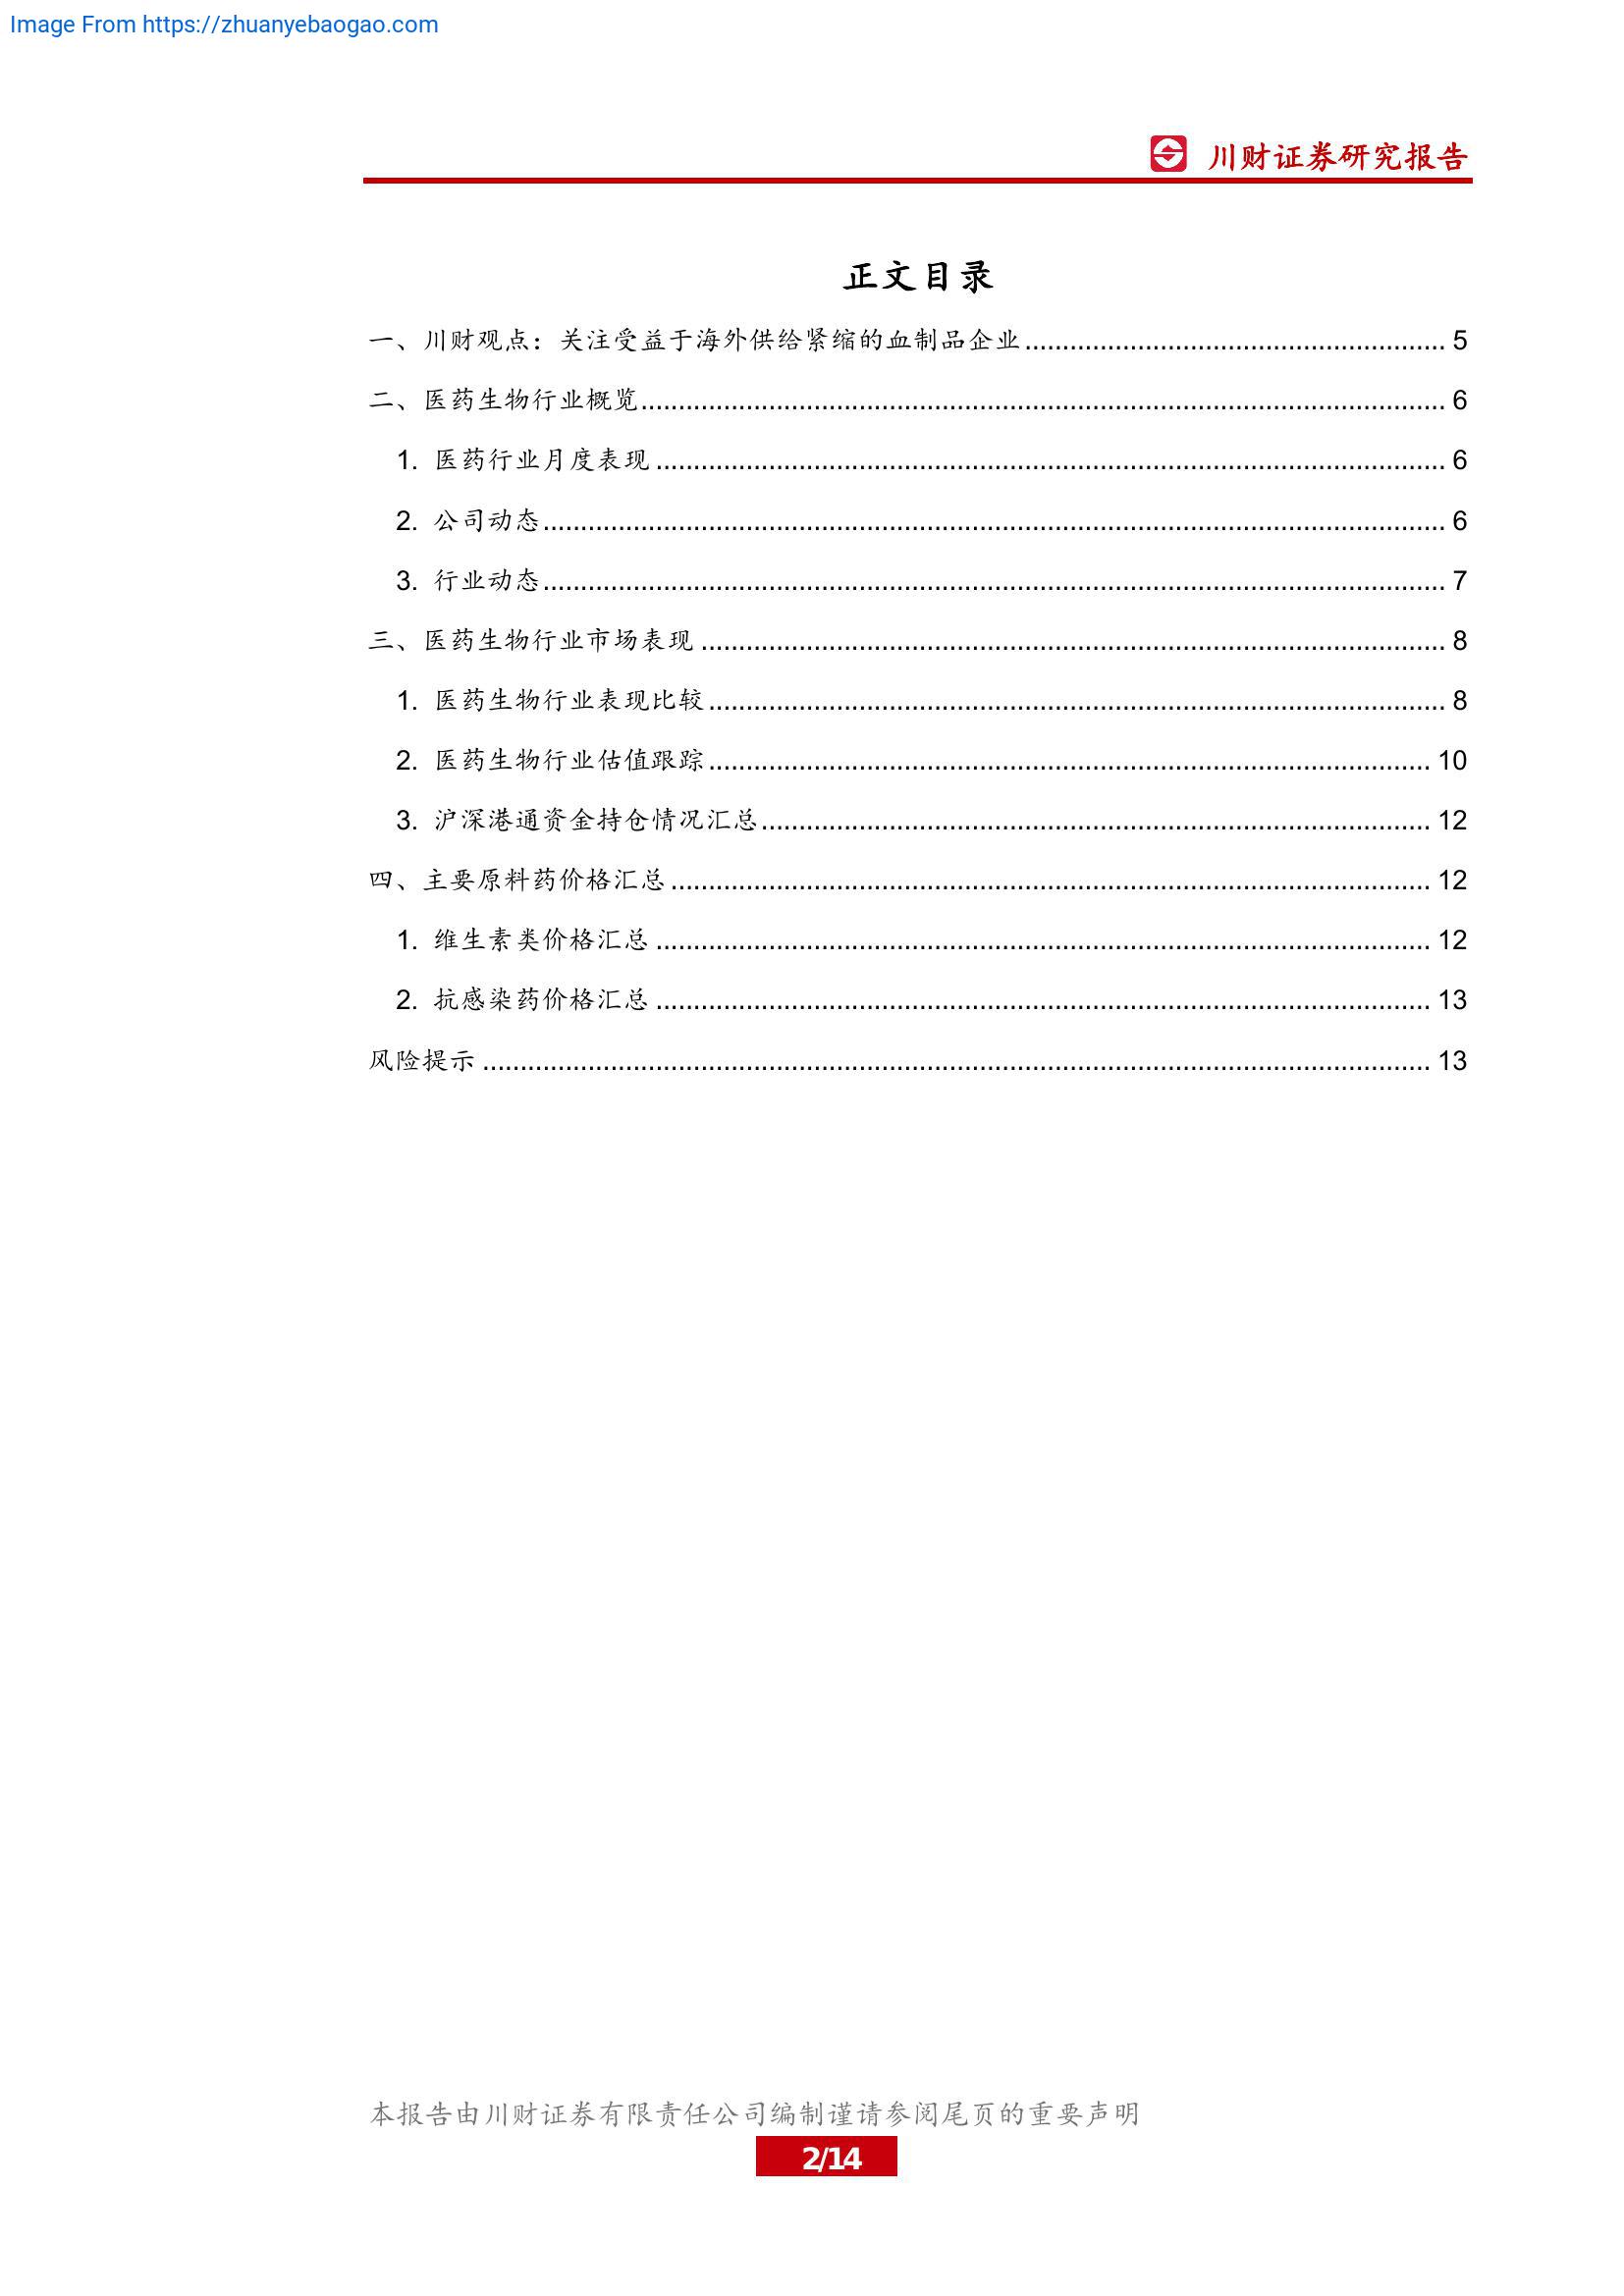 Image From https://zhuanyebaogao.com
川财证券研究报告
正文目录
一、川财观点：关注受益于海外供给紧缩的血制品企业........................................................ 5
二、医药生物行业概览........................................................................................................... 6
1. 医药行业月度表现......................................................................................................... 6
2. 公司动态........................................................................................................................ 6
3. 行业动态........................................................................................................................ 7
三、医药生物行业市场表现................................................................................................... 8
1. 医药生物行业表现比较.................................................................................................. 8
2. 医药生物行业估值跟踪................................................................................................ 10
3. 沪深港通资金持仓情况汇总......................................................................................... 12
四、主要原料药价格汇总..................................................................................................... 12
1. 维生素类价格汇总....................................................................................................... 12
2. 抗感染药价格汇总....................................................................................................... 13
风险提示.............................................................................................................................. 13
本报告由川财证券有限责任公司编制谨请参阅尾页的重要声明
2/14